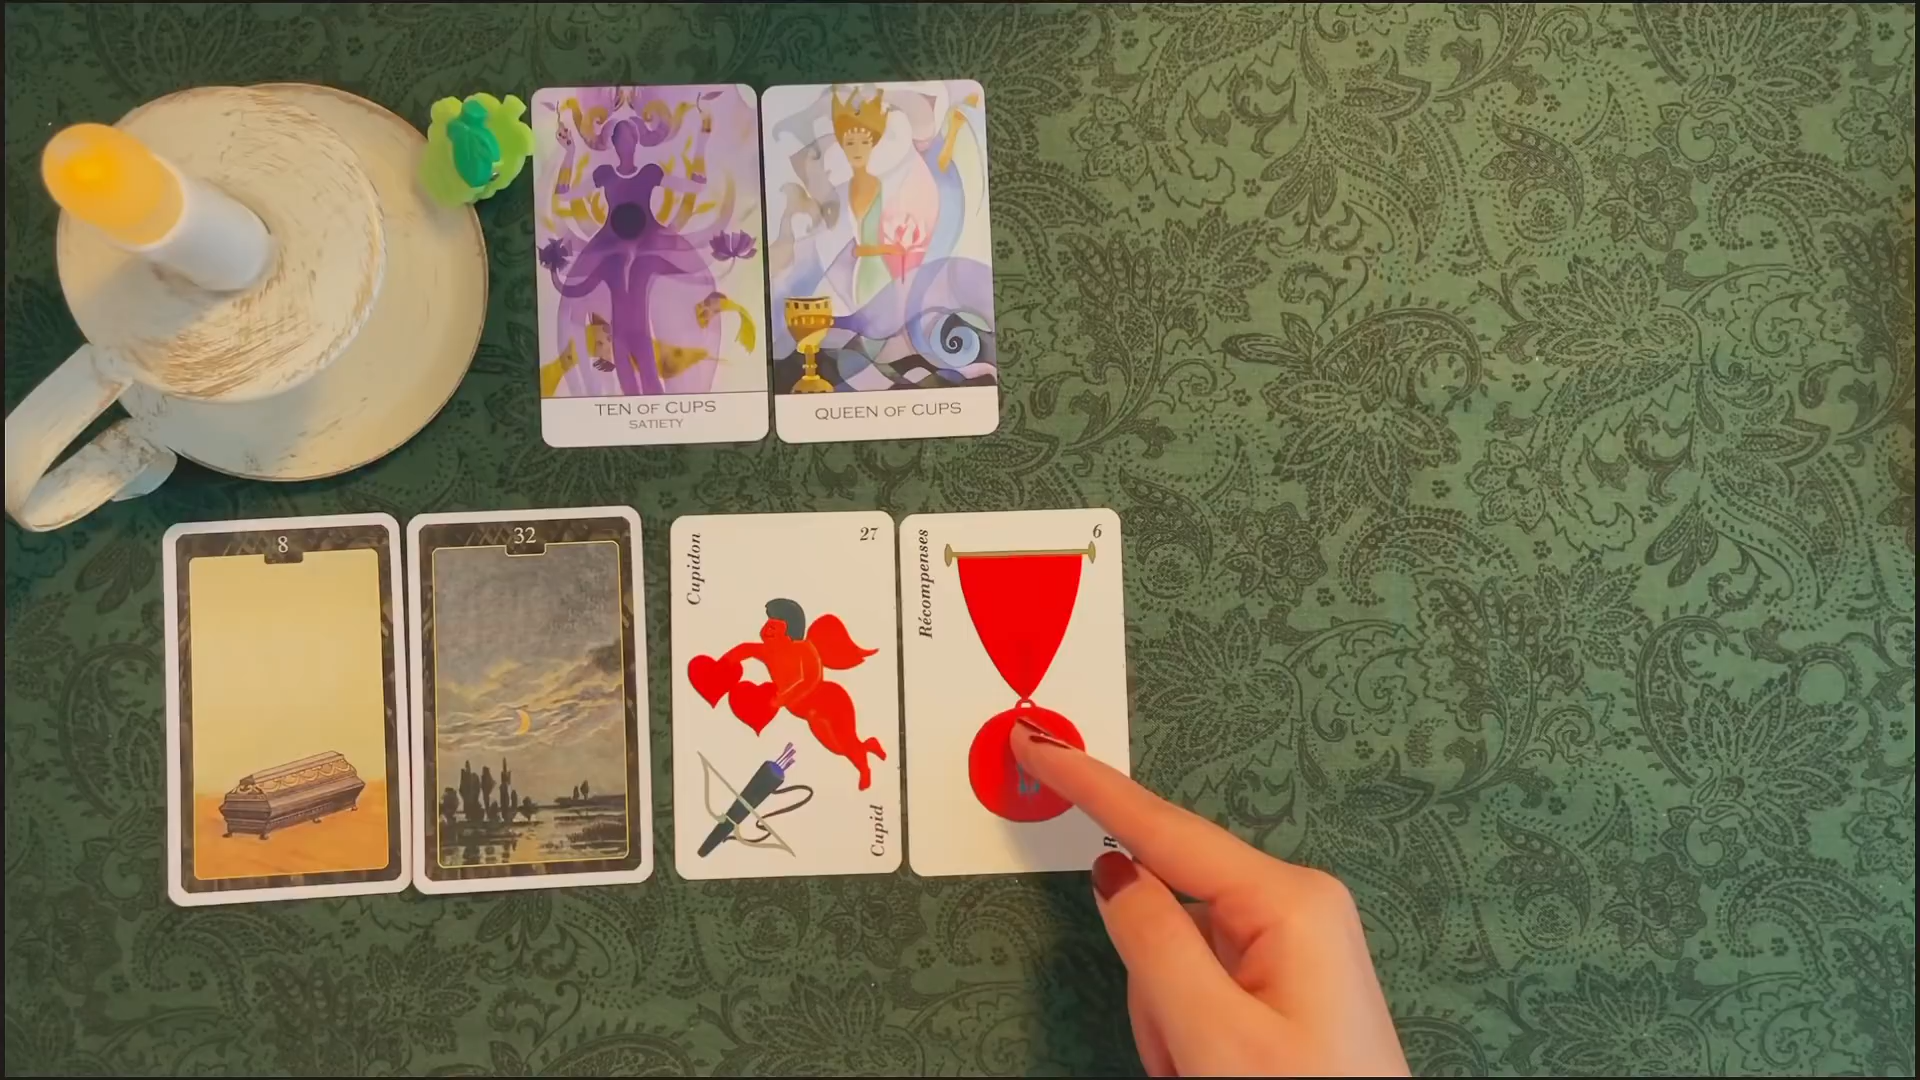 TEN OF CUPS
SATIETY
QUEEN OF CUPS
8
32
Cupidon
27
Cupid
Récompenses
6
R